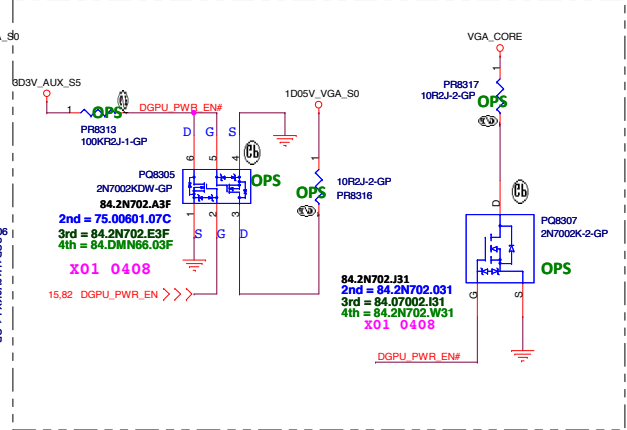 _S0
VGA_CORE
3D3V_AUX_S5
1
OPS
DGPU_PWR_EN#
PR8313
100KR2J-1-GP
1D05V_VGA_S0
1
PR8317
10R2J-2-GP
OPS
D
G
S
6
5
4
PQ8305
2N7002KDW-GP
OPS
84.2N702.A3F
2nd = 75.00601.07C
3rd = 84.2N702.E3F
4th = 84.DMN66.03F
1
2
3
S
G
D
X01 0408
1
10R2J-2-GP
PR8316
OPS
D
PQ8307
2N7002K-2-GP
OPS
G
S
15,82 DGPU_PWR_EN
84.2N702.J31
2nd = 84.2N702.031
3rd = 84.07002.I31
4th = 84.2N702.W31
X01 0408
DGPU_PWR_EN#